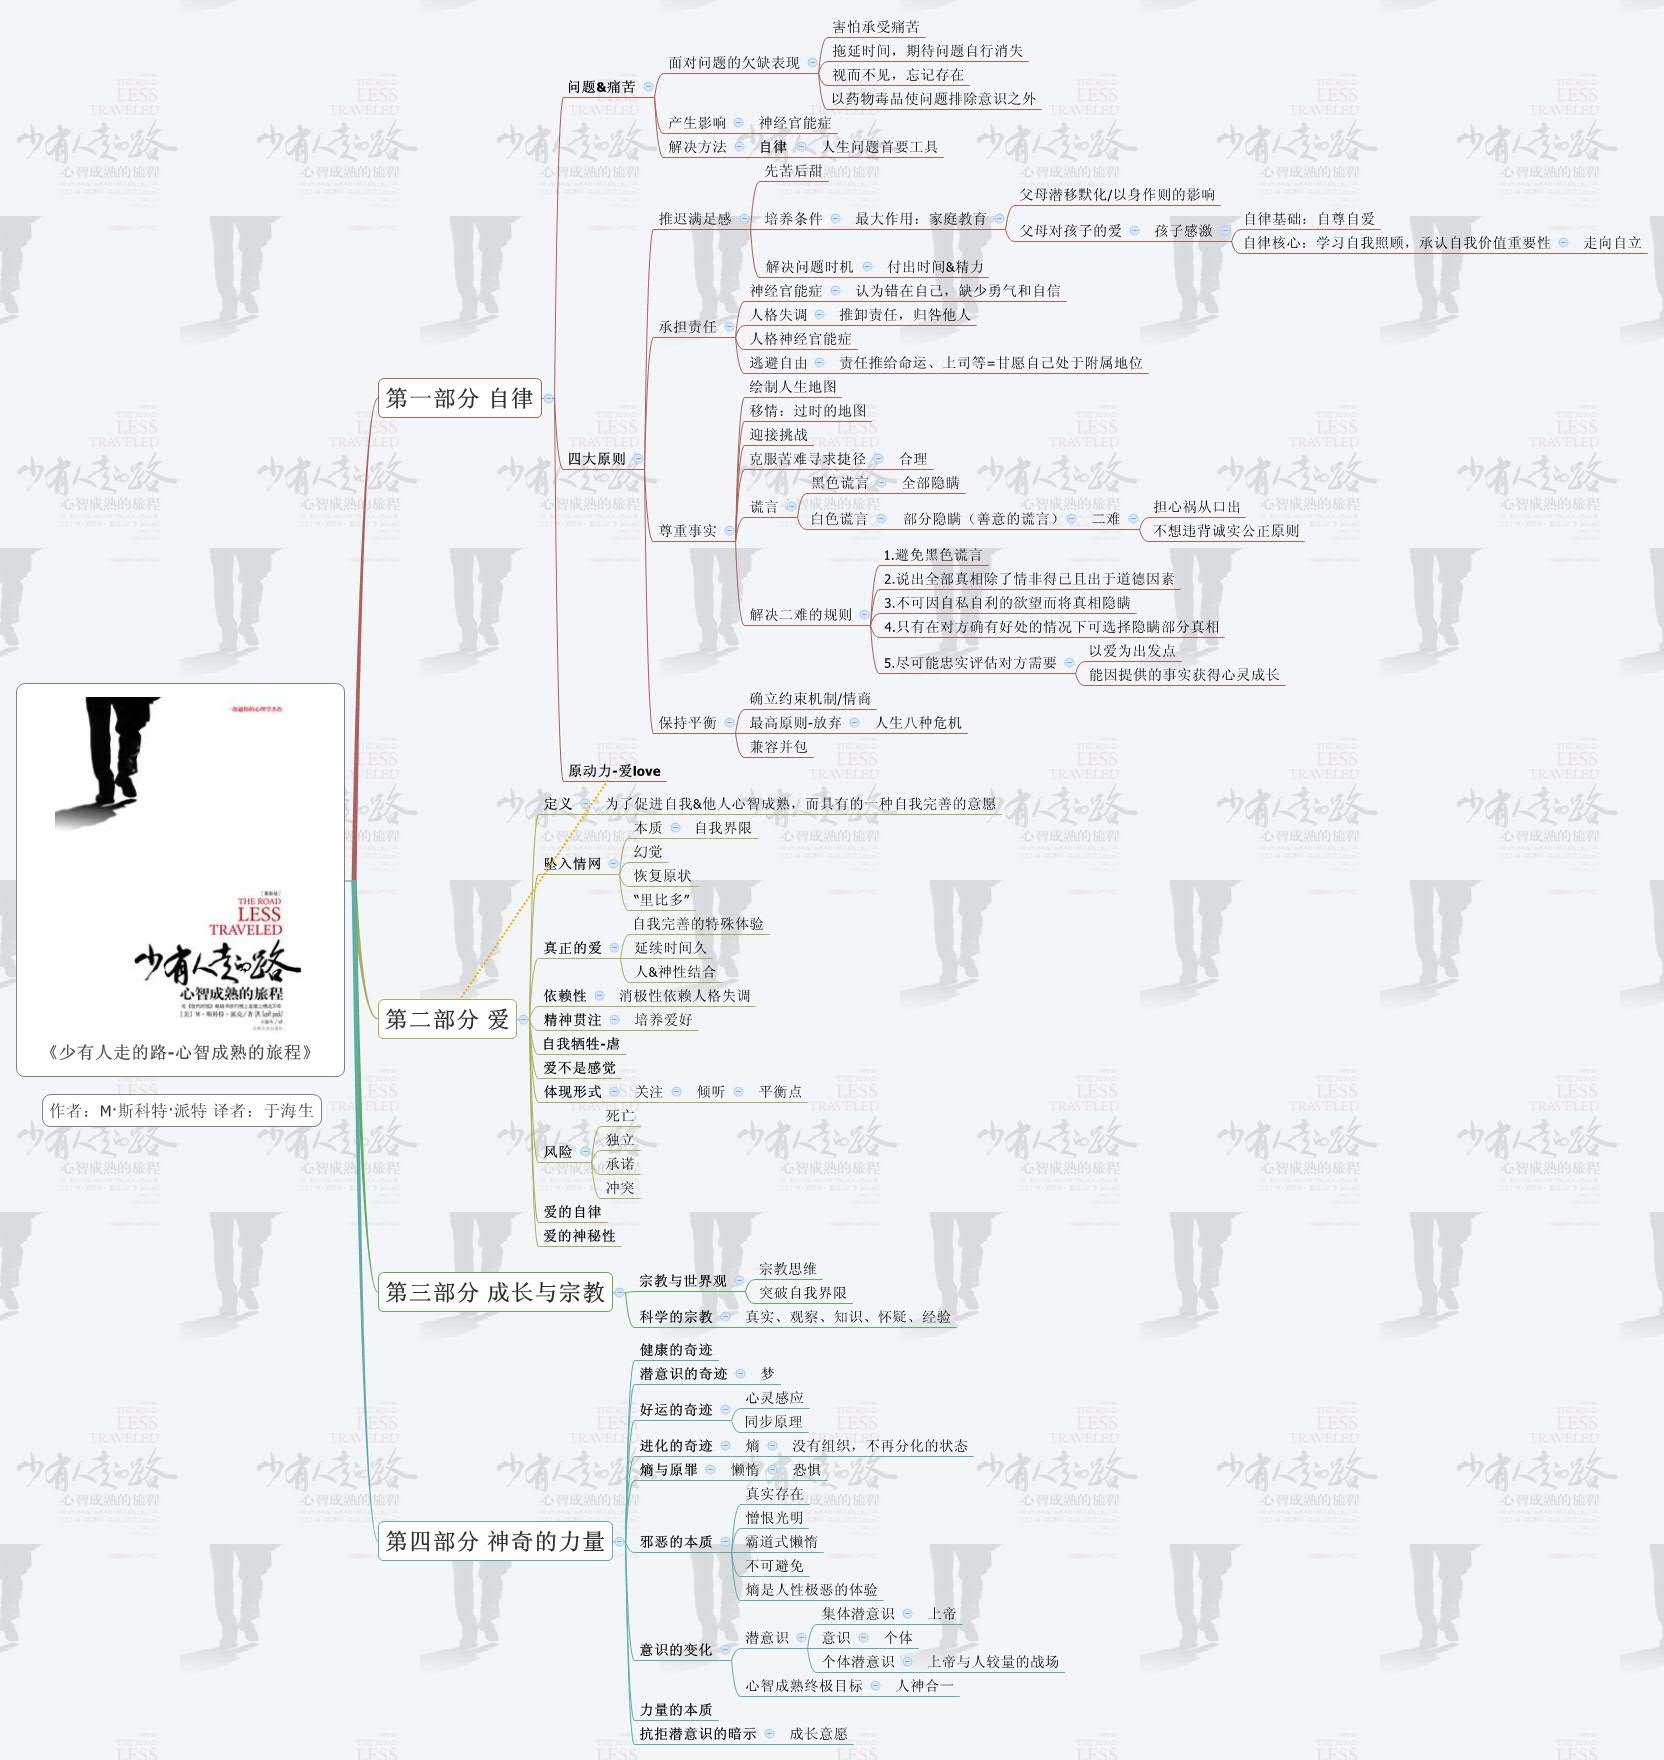 一部通俗的心理学名著
[最新版]
THE ROAD
LESS
TRAVELED
少有人走的路
心智成熟的旅程
[美] M·斯科特·派克/著
《少有人走的路-心智成熟的旅程》
作者：M·斯科特·派特 译者：于海生
第一部分 自律
问题&痛苦
面对问题的欠缺表现
害怕承受痛苦
拖延时间，期待问题自行消失
视而不见，忘记存在
以药物毒品使问题排除意识之外
产生影响 神经官能症
解决方法 自律 人生问题首要工具
四大原则
推迟满足感
先苦后甜
培养条件 最大作用：家庭教育
父母潜移默化/以身作则的影响
父母对孩子的爱 孩子感激
自律基础：自尊自爱
自律核心：学习自我照顾，承认自我价值重要性 走向自立
解决问题时机 付出时间&精力
承担责任
神经官能症 认为错在自己，缺少勇气和自信
人格失调 推卸责任，归咎他人
人格神经官能症
逃避自由 责任推给命运、上司等=甘愿自己处于附属地位
尊重事实
绘制人生地图
移情：过时的地图
迎接挑战
克服苦难寻求捷径 合理
谎言
黑色谎言 全部隐瞒
白色谎言 部分隐瞒（善意的谎言） 二难
担心祸从口出
不想违背诚实公正原则
解决二难的规则
1.避免黑色谎言
2.说出全部真相除了情非得已且出于道德因素
3.不可因自私自利的欲望而将真相隐瞒
4.只有在对方确有好处的情况下可选择隐瞒部分真相
5.尽可能忠实评估对方需要
以爱为出发点
能因提供的事实获得心灵成长
保持平衡
确立约束机制/情商
最高原则-放弃 人生八种危机
兼容并包
原动力-爱love
第二部分 爱
定义 为了促进自我&他人心智成熟，而具有的一种自我完善的意愿
坠入情网
本质 自我界限
幻觉
恢复原状
“里比多”
真正的爱
自我完善的特殊体验
延续时间久
人&神性结合
依赖性 消极性依赖人格失调
精神贯注 培养爱好
自我牺牲-虐
爱不是感觉
体现形式 关注 倾听 平衡点
风险
死亡
独立
承诺
冲突
爱的自律
爱的神秘性
第三部分 成长与宗教
宗教与世界观
宗教思维
突破自我界限
科学的宗教 真实、观察、知识、怀疑、经验
第四部分 神奇的力量
健康的奇迹
潜意识的奇迹 梦
好运的奇迹
心灵感应
同步原理
进化的奇迹 熵 没有组织，不再分化的状态
熵与原罪 懒惰 恐惧
邪恶的本质
真实存在
憎恨光明
霸道式懒惰
不可避免
熵是人性极恶的体验
意识的变化
潜意识
集体潜意识 上帝
意识 个体
个体潜意识 上帝与人较量的战场
心智成熟终极目标 人神合一
力量的本质
抗拒潜意识的暗示 成长意愿